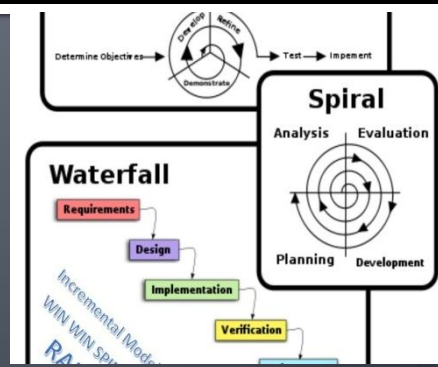 Develop
Refine
Determine Objectives
Test
Impement
Demonstrate
Spiral
Analysis
Evaluation
Planning
Development
Waterfall
Requirements
Design
Implementation
Verification
Incremental
WIN WIN